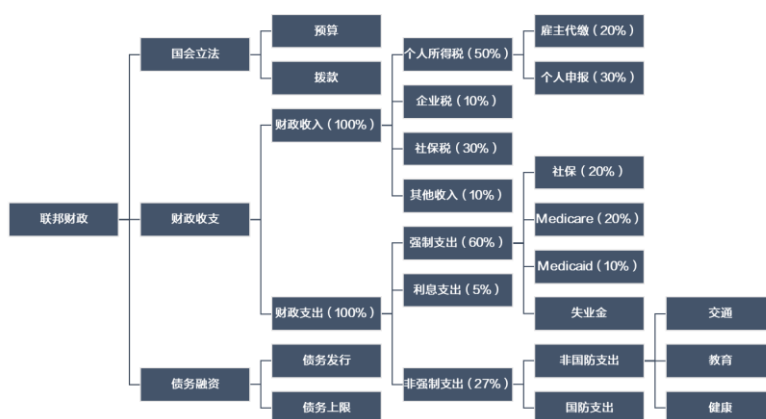 联邦财政
国会立法
预算
拨款
财政收支
财政收入（100%）
个人所得税（50%）
雇主代缴（20%）
个人申报（30%）
企业税（10%）
社保税（30%）
其他收入（10%）
财政支出（100%）
强制支出（60%）
社保（20%）
Medicare（20%）
Medicaid（10%）
失业金
利息支出（5%）
非强制支出（27%）
非国防支出
交通
教育
健康
国防支出
债务融资
债务发行
债务上限